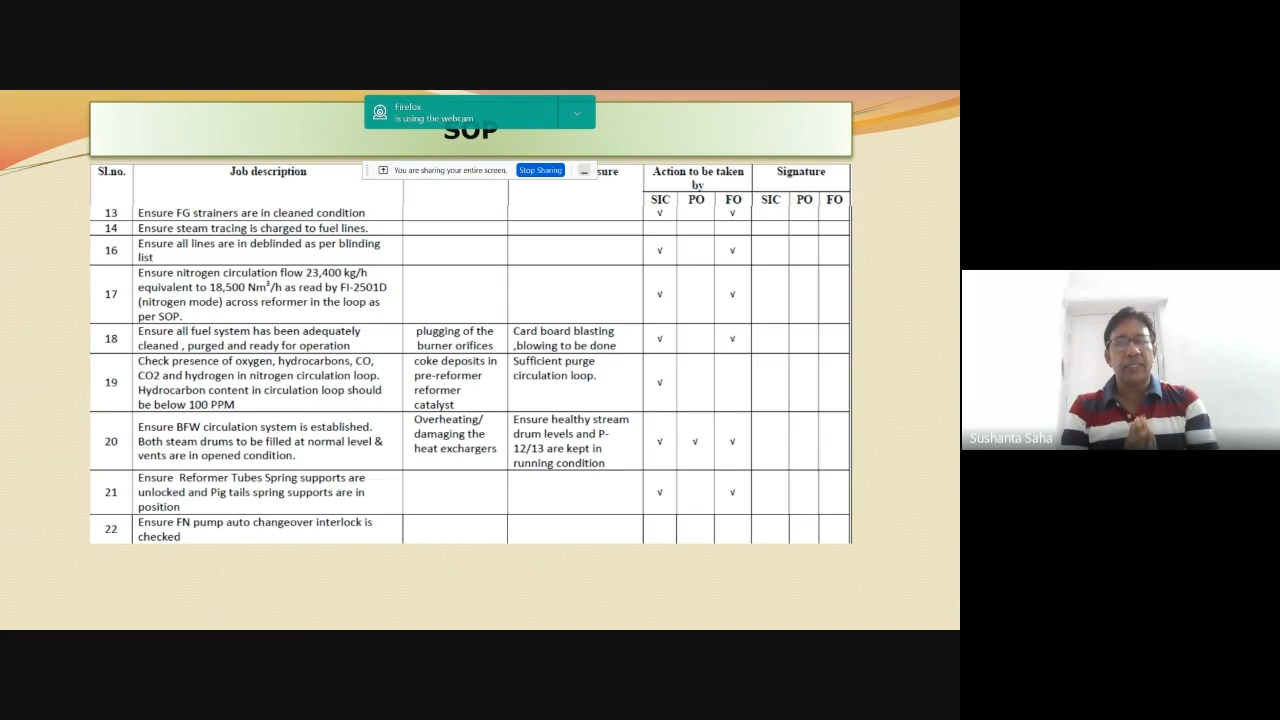 Firefox
is using the webcam
SOP
You are sharing your entire screen. Stop Sharing
Sl.no. Job description sure Action to be taken by Signature
SIC PO FO SIC PO FO
13 Ensure FG strainers are in cleaned condition √ √
14 Ensure steam tracing is charged to fuel lines.
16 Ensure all lines are in deblinded as per blinding
list √ √
17 Ensure nitrogen circulation flow 23,400 kg/h
equivalent to 18,500 Nm³/h as read by FI-2501D
(nitrogen mode) across reformer in the loop as
per SOP. √ √
18 Ensure all fuel system has been adequately
cleaned , purged and ready for operation
plugging of the
burner orifices
Card board blasting
,blowing to be done √ √
19 Check presence of oxygen, hydrocarbons, CO,
CO2 and hydrogen in nitrogen circulation loop.
Hydrocarbon content in circulation loop should
be below 100 PPM
coke deposits in
pre-reformer
reformer
catalyst
Sufficient purge
circulation loop. √
20 Ensure BFW circulation system is established.
Both steam drums to be filled at normal level &
vents are in opened condition.
Overheating/
damaging the
heat exchargers
Ensure healthy stream
drum levels and P-
12/13 are kept in
running condition √ √ √
21 Ensure Reformer Tubes Spring supports are
unlocked and Pig tails spring supports are in
position √ √
22 Ensure FN pump auto changeover interlock is
checked
Sushanta Saha